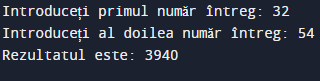 Introduceți primul număr întreg: 32
Introduceți al doilea număr întreg: 54
Rezultatul este: 3940